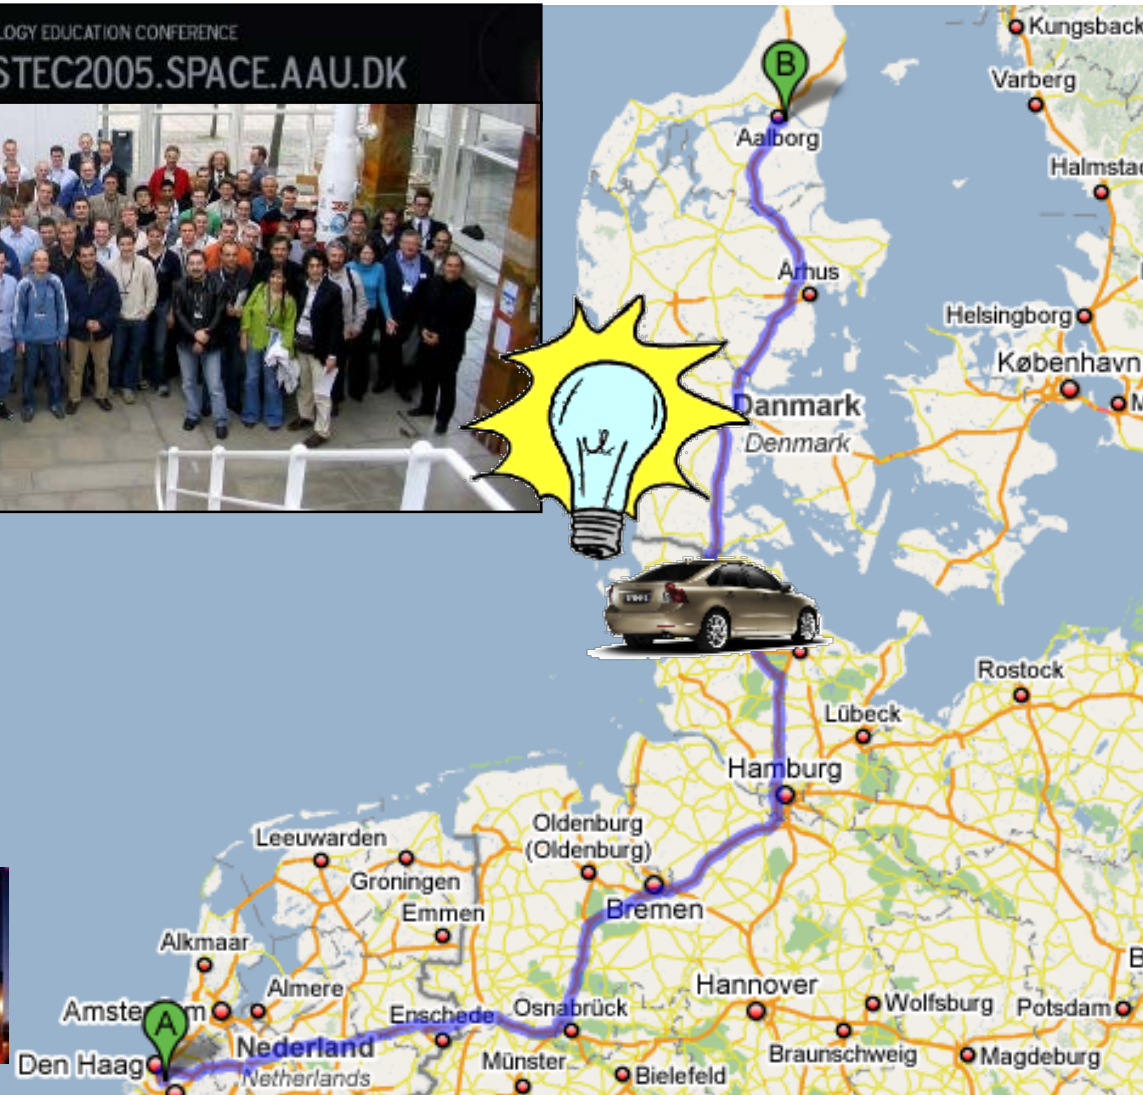 LOGY EDUCATION CONFERENCE
STEC2005.SPACE.AAU.DK
B
Kungsback
Varberg
Aalborg
Halmstad
Århus
Helsingborg
København
M
Danmark
Denmark
Rostock
Lübeck
Hamburg
Oldenburg
(Oldenburg)
Leeuwarden
Groningen
Bremen
Emmen
Alkmaar
Hannover
Almere
Wolfsburg
Potsdam
B
Amste
m
A
Enschede
Osnabrück
Nederland
Den Haag
Netherlands
Münster
Bielefeld
Braunschweig
Magdeburg